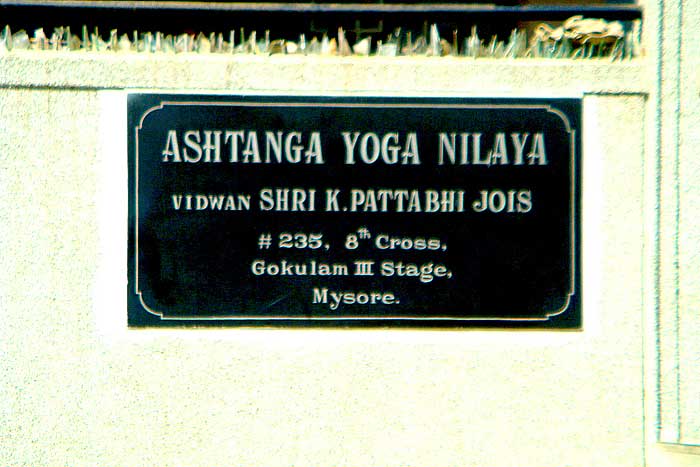 ASHTANGA YOGA NILAYA
VIDWAN SHRI K.PATTABHI JOIS
# 235, 8th Cross,
Gokulam III Stage,
Mysore.